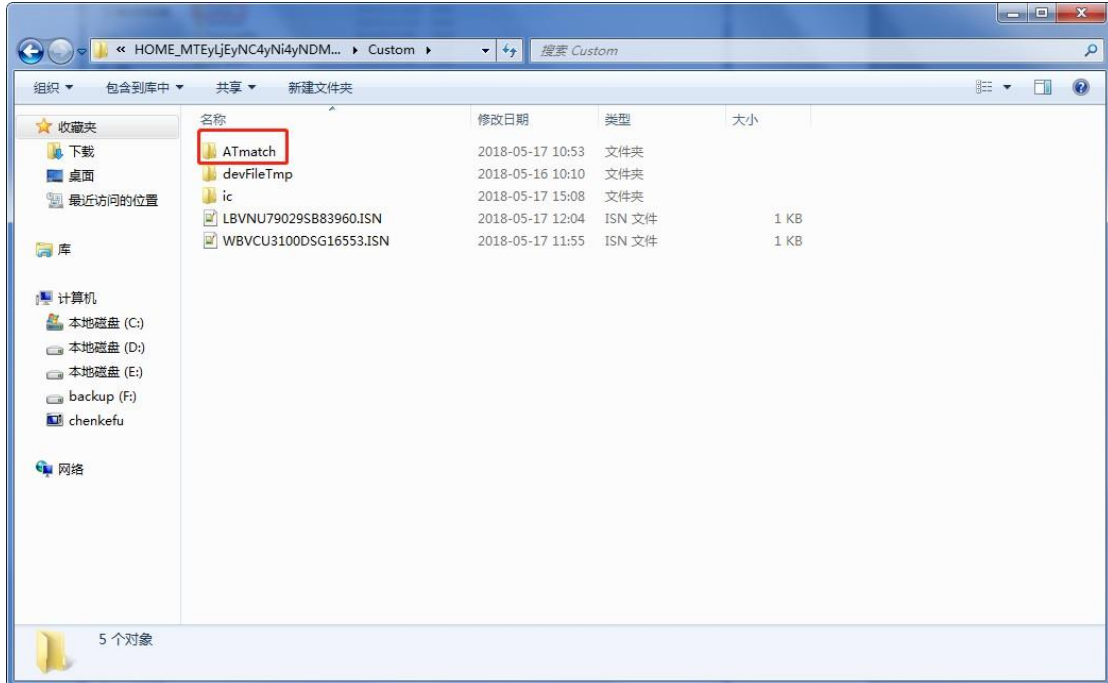 « HOME_MTEyLjEyNC4yNi4yNDM... ▸ Custom ▸
搜索 Custom
组织 包含到库中 共享 新建文件夹
名称 修改日期 类型 大小
收藏夹
下载
桌面
最近访问的位置
库
计算机
本地磁盘 (C:)
本地磁盘 (D:)
本地磁盘 (E:)
backup (F:)
chenkefu
网络
ATmatch 2018-05-17 10:53 文件夹
devFileTmp 2018-05-16 10:10 文件夹
ic 2018-05-17 15:08 文件夹
LBVNU79029SB83960.ISN 2018-05-17 12:04 ISN 文件 1 KB
WBVCU3100DSG16553.ISN 2018-05-17 11:55 ISN 文件 1 KB
5 个对象